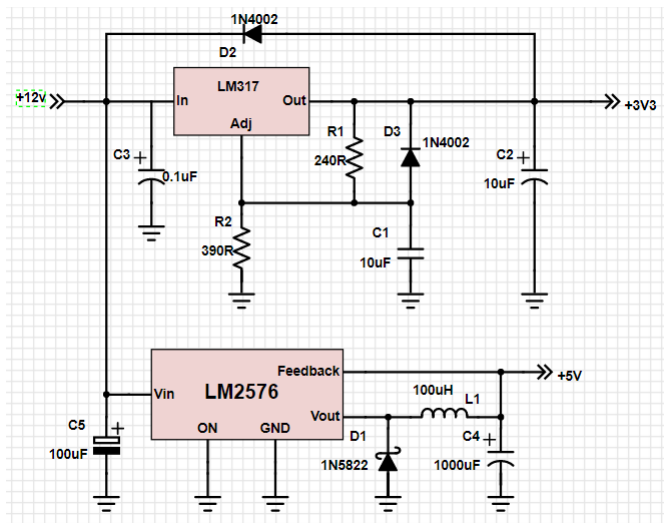 1N4002
D2
+12v
LM317
In
Out
Adj
+3V3
R1
240R
D3
1N4002
C3
+
0.1uF
C2
+
10uF
R2
390R
C1
10uF
Feedback
+5V
LM2576
Vin
Vout
100uH
L1
ON
GND
C5
+
100uF
D1
1N5822
C4
+
1000uF